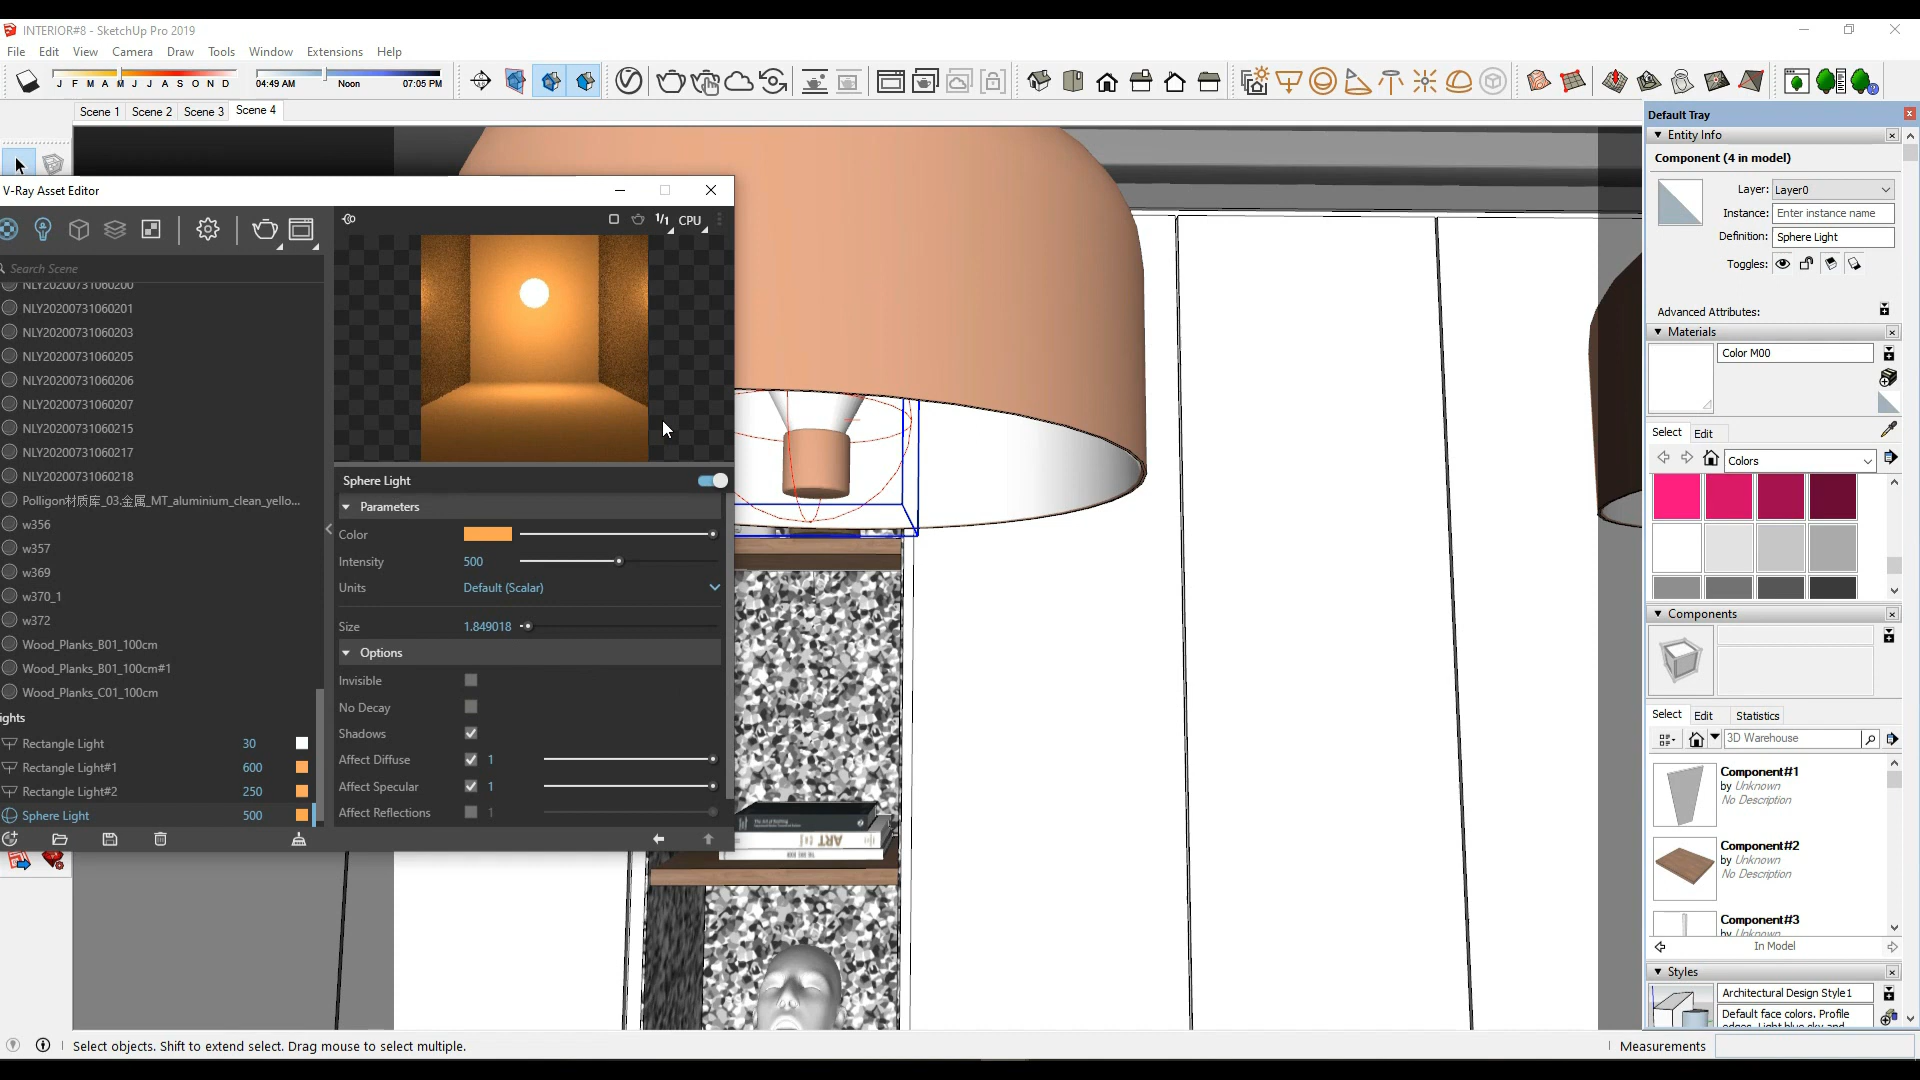 INTERIOR#8 - SketchUp Pro 2019
File Edit View Camera Draw Tools Window Extensions Help
J F M A M J J A S O N D
04:49 AM Noon 07:05 PM
Scene 1 Scene 2 Scene 3 Scene 4
V-Ray Asset Editor
1/1 CPU
Search Scene
NLY20200731060200
NLY20200731060201
NLY20200731060203
NLY20200731060205
NLY20200731060206
NLY20200731060207
NLY20200731060215
NLY20200731060217
NLY20200731060218
Polligon材质库_03.金属_MT_aluminium_clean_yello...
w356
w357
w369
w370_1
w372
Wood_Planks_B01_100cm
Wood_Planks_B01_100cm#1
Wood_Planks_C01_100cm
ights
Rectangle Light 30
Rectangle Light#1 600
Rectangle Light#2 250
Sphere Light 500
Sphere Light
Parameters
Color
Intensity 500
Units Default (Scalar)
Size 1.849018
Options
Invisible
No Decay
Shadows
Affect Diffuse 1
Affect Specular 1
Affect Reflections 1
ART
Default Tray
Entity Info
Component (4 in model)
Layer: Layer0
Instance: Enter instance name
Definition: Sphere Light
Toggles:
Advanced Attributes:
Materials
Color M00
Select Edit
Colors
Components
Select Edit Statistics
3D Warehouse
Component#1
by Unknown
No Description
Component#2
by Unknown
No Description
Component#3
by Unknown
In Model
Styles
Architectural Design Style1
Default face colors. Profile
edges. Light blue sky and
Select objects. Shift to extend select. Drag mouse to select multiple.
Measurements